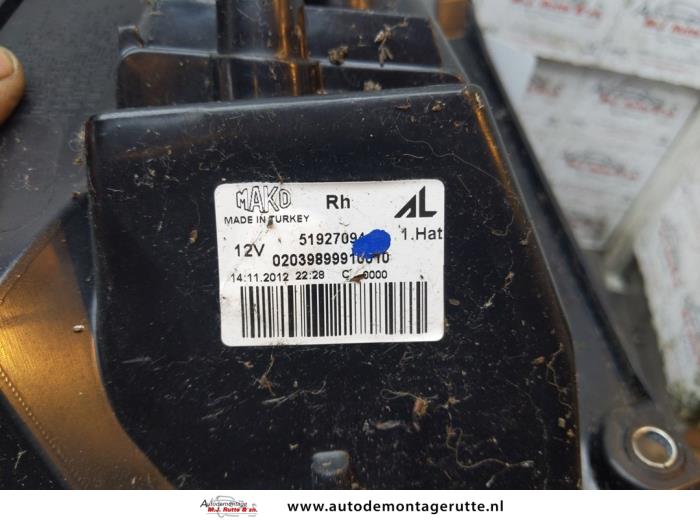 MAKO Rh AL
MADE IN TURKEY
12V 1.Hat
14.11.2012 22:28
Autodemontage
M.J. Rutte & zn.
www.autodemontagerutte.nl